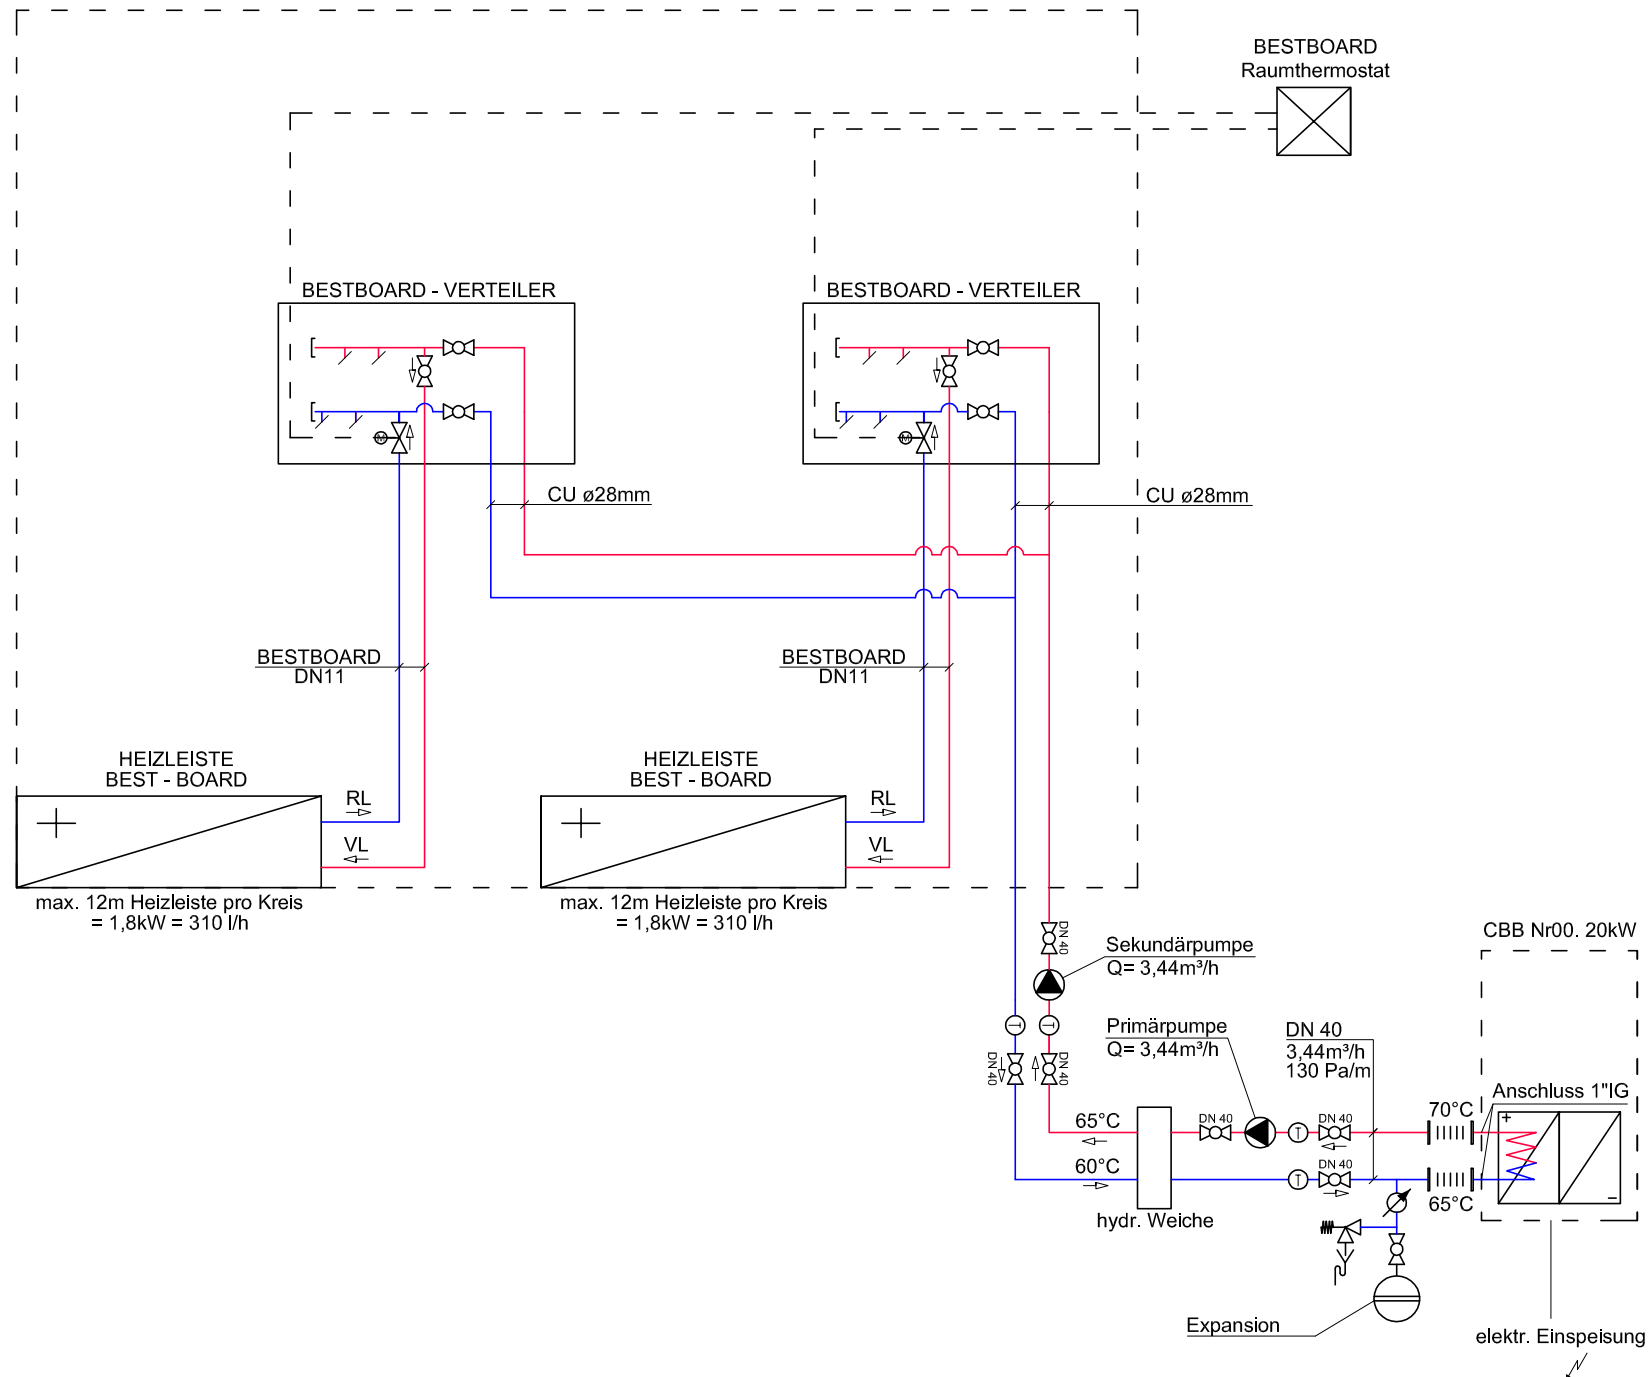 BESTBOARD
Raumthermostat
BESTBOARD - VERTEILER
BESTBOARD - VERTEILER
M
M
CU ø28mm
CU ø28mm
BESTBOARD
DN11
BESTBOARD
DN11
HEIZLEISTE
BEST - BOARD
HEIZLEISTE
BEST - BOARD
RL
VL
RL
VL
max. 12m Heizleiste pro Kreis
= 1,8kW = 310 l/h
max. 12m Heizleiste pro Kreis
= 1,8kW = 310 l/h
DN 40
Sekundärpumpe
Q= 3,44m³/h
CBB Nr00. 20kW
T
T
DN 40
DN 40
Primärpumpe
Q= 3,44m³/h
DN 40
3,44m³/h
130 Pa/m
Anschluss 1"IG
65°C
DN 40
T
DN 40
70°C
+
60°C
T
DN 40
65°C
−
hydr. Weiche
Expansion
elektr. Einspeisung